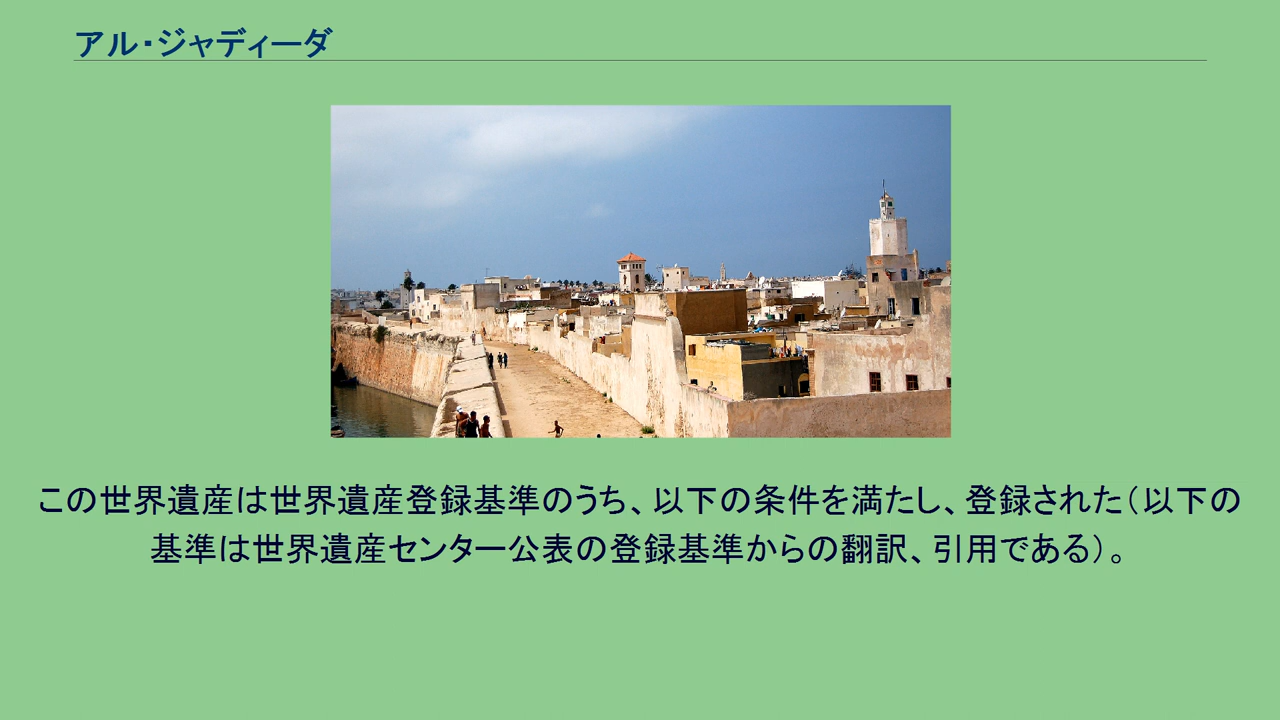 アル・ジャディーダ
この世界遺産は世界遺産登録基準のうち、以下の条件を満たし、登録された（以下の
基準は世界遺産センター公表の登録基準からの翻訳、引用である）。